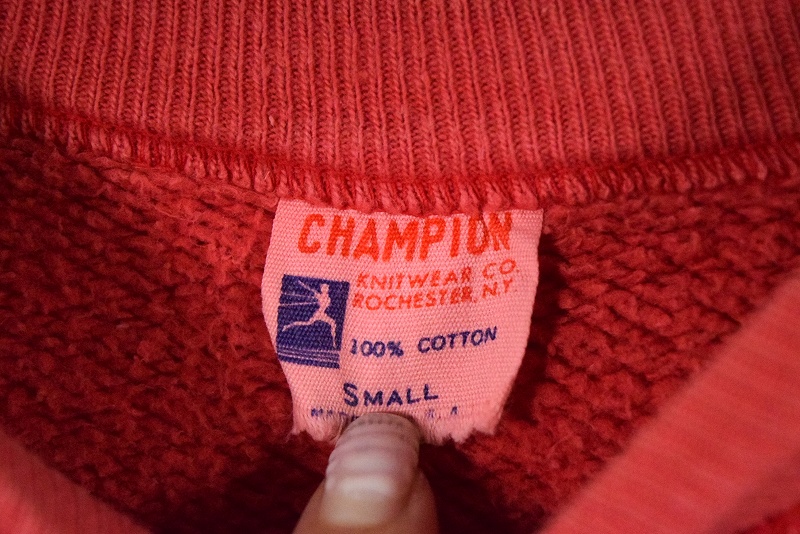 CHAMPION
KNITWEAR CO.
ROCHESTER, N.Y
100% COTTON
SMALL